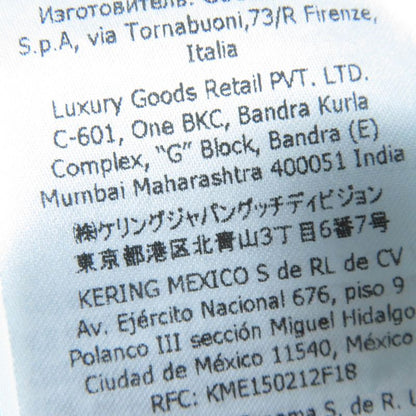 Изготовитель:
S.p.A, via Tornabuoni,73/R Firenze,
Italia
Luxury Goods Retail PVT. LTD.
C-601, One BKC, Bandra Kurla
Complex, "G" Block, Bandra (E)
Mumbai Maharashtra 400051 India
㈱ケリングジャパングッチディビジョン
東京都港区北青山3丁目6番7号
KERING MEXICO S de RL de CV
Av. Ejército Nacional 676, piso 9
Polanco III sección Miguel Hidalgo
Ciudad de México 11540, México
RFC: KME150212F18
S. de R.